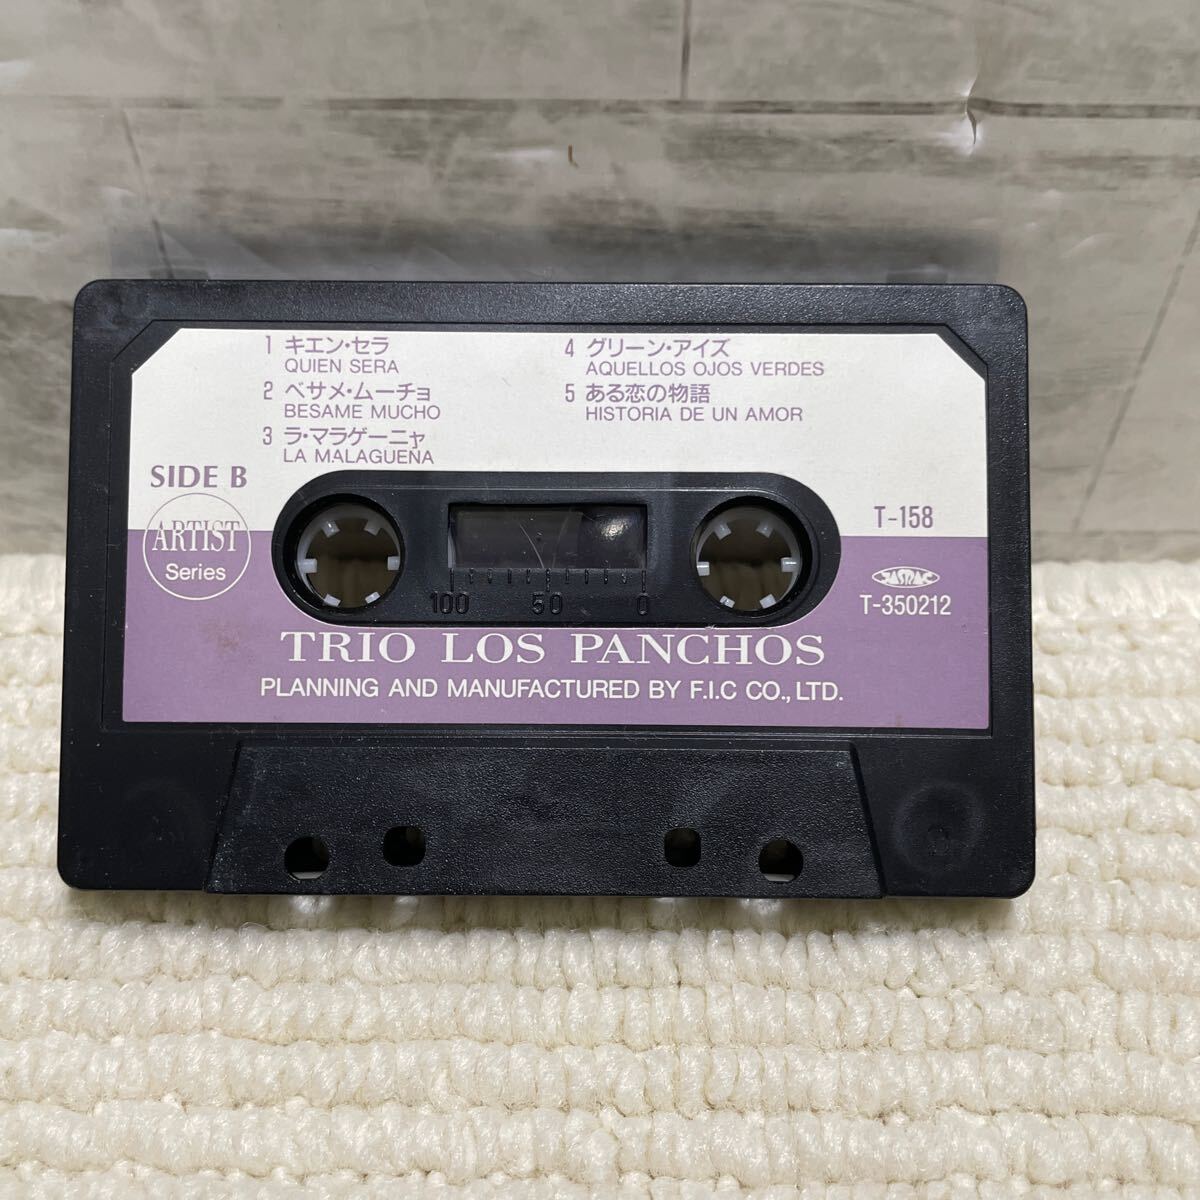 1 キエン・セラ
QUIEN SERA
2 ベサメ・ムーチョ
BESAME MUCHO
3 ラ・マラゲーニャ
LA MALAGUEÑA
4 グリーン・アイズ
AQUELLOS OJOS VERDES
5 ある恋の物語
HISTORIA DE UN AMOR
SIDE B
ARTIST
Series
T-158
JASRAC
T-350212
100 50 0
TRIO LOS PANCHOS
PLANNING AND MANUFACTURED BY F.I.C CO., LTD.